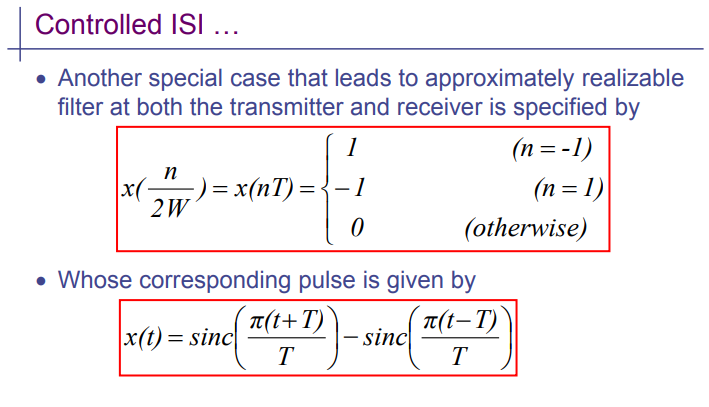 Controlled ISI …
• Another special case that leads to approximately realizable
filter at both the transmitter and receiver is specified by
x(n/2W) = x(nT) = { 1 (n = -1)
−1 (n = 1)
0 (otherwise)
• Whose corresponding pulse is given by
x(t) = sinc(π(t+T)/T) − sinc(π(t−T)/T)